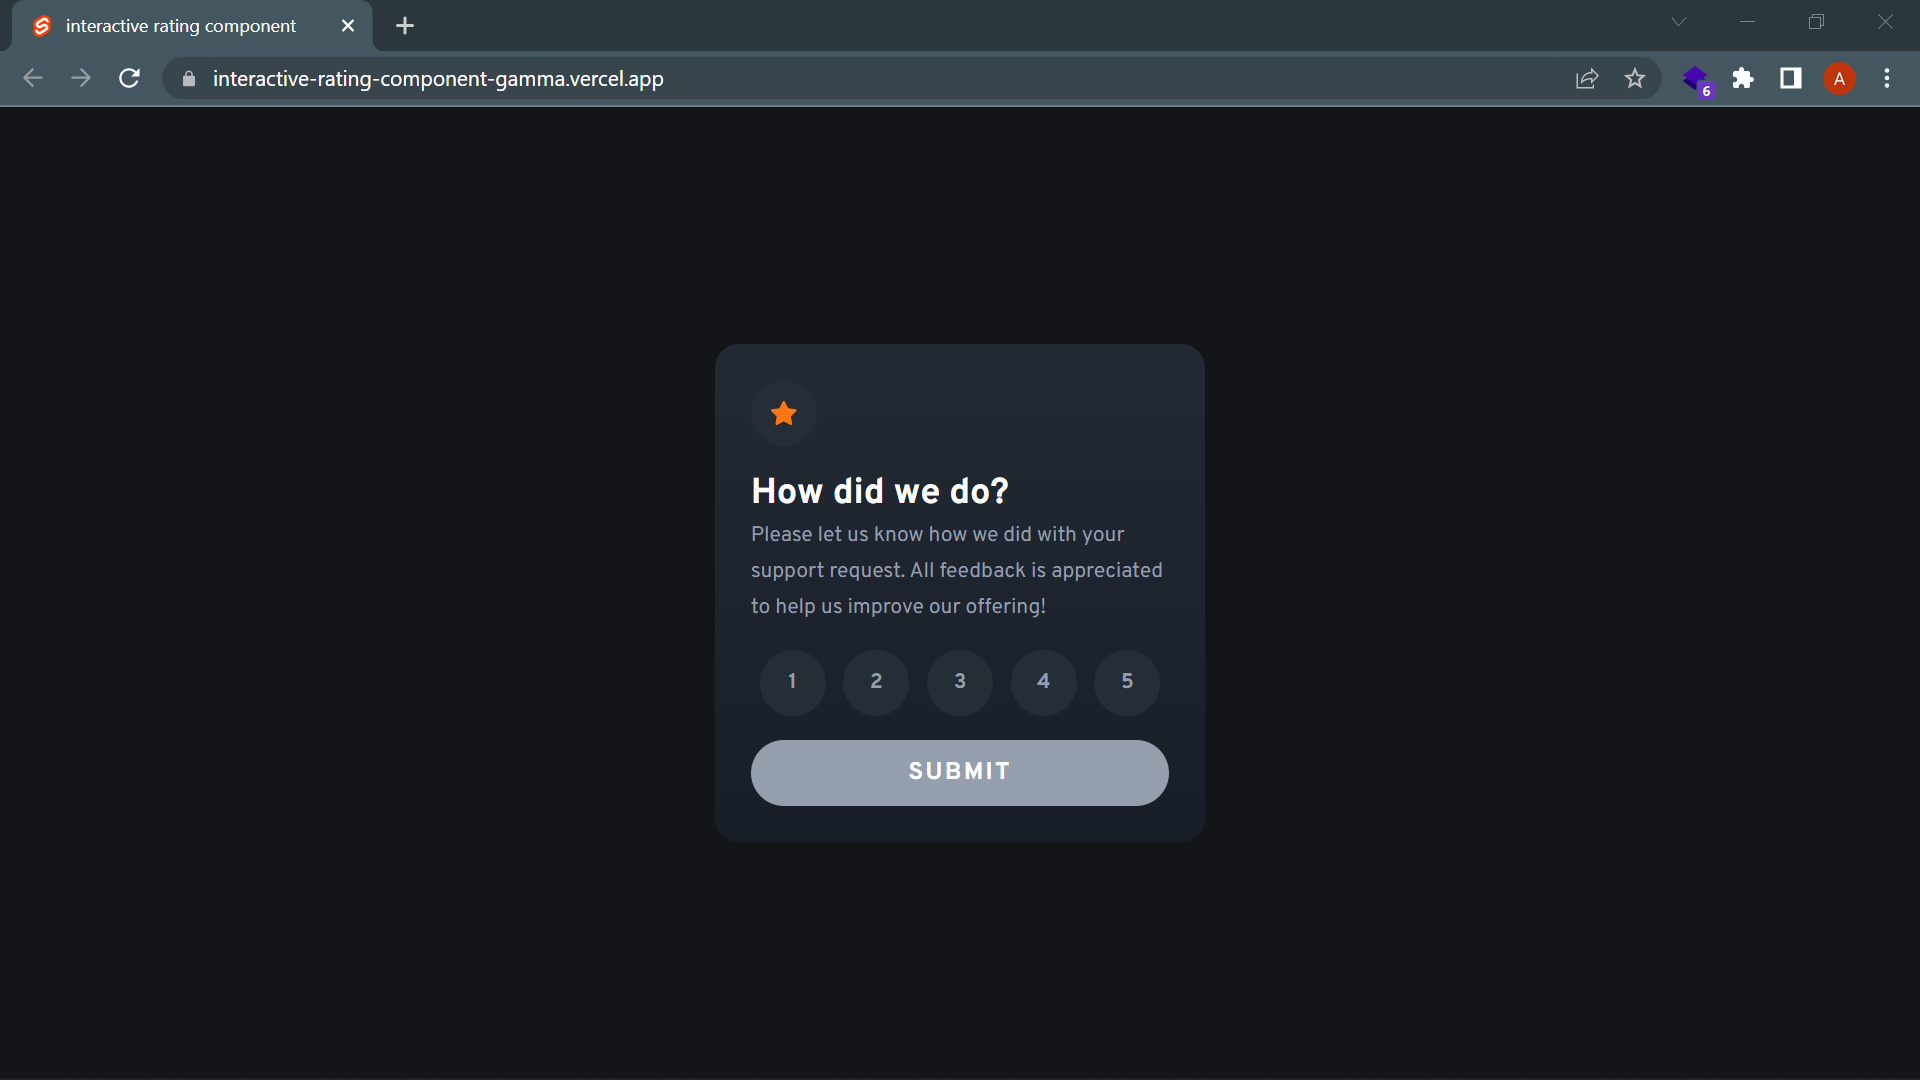 interactive rating component
interactive-rating-component-gamma.vercel.app
6
A
How did we do?
Please let us know how we did with your
support request. All feedback is appreciated
to help us improve our offering!
1 2 3 4 5
SUBMIT